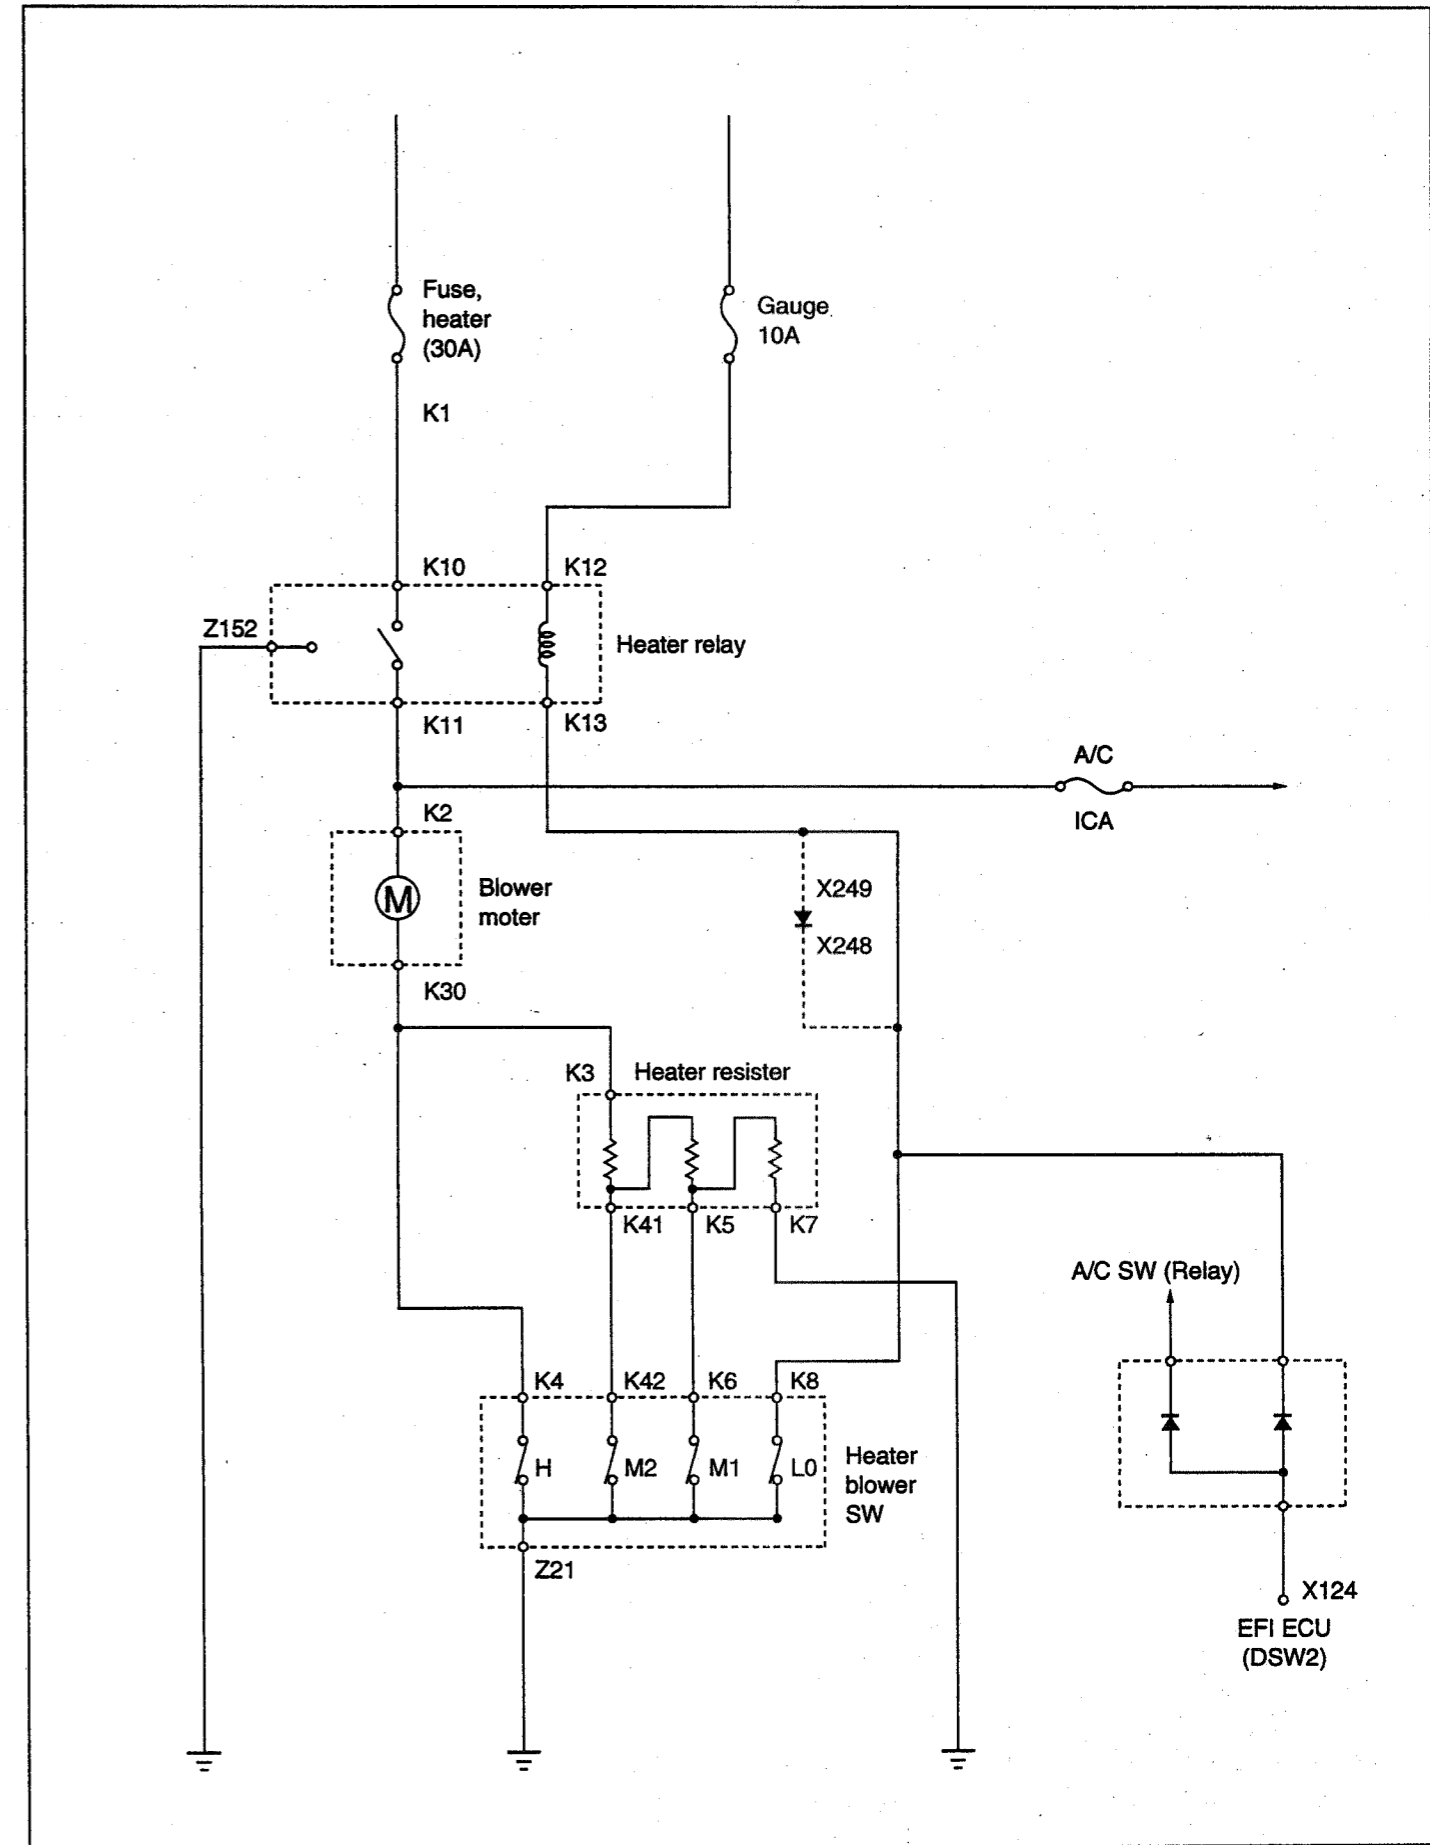 Fuse,
heater
(30A)
Gauge
10A
K1
K10
K12
Z152
Heater relay
K11
K13
A/C
ICA
K2
Blower
moter
M
X249
X248
K30
K3
Heater resister
K41
K5
K7
A/C SW (Relay)
K4
K42
K6
K8
H
M2
M1
L0
Heater
blower
SW
Z21
X124
EFI ECU
(DSW2)